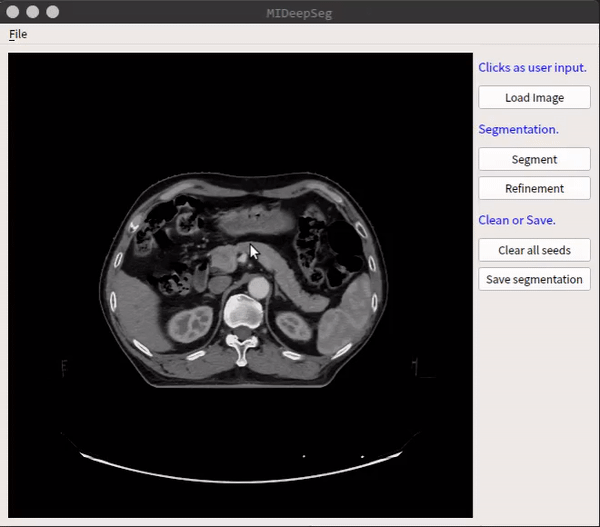 MIDeepSeg
File
Clicks as user input.
Load Image
Segmentation.
Segment
Refinement
Clean or Save.
Clear all seeds
Save segmentation